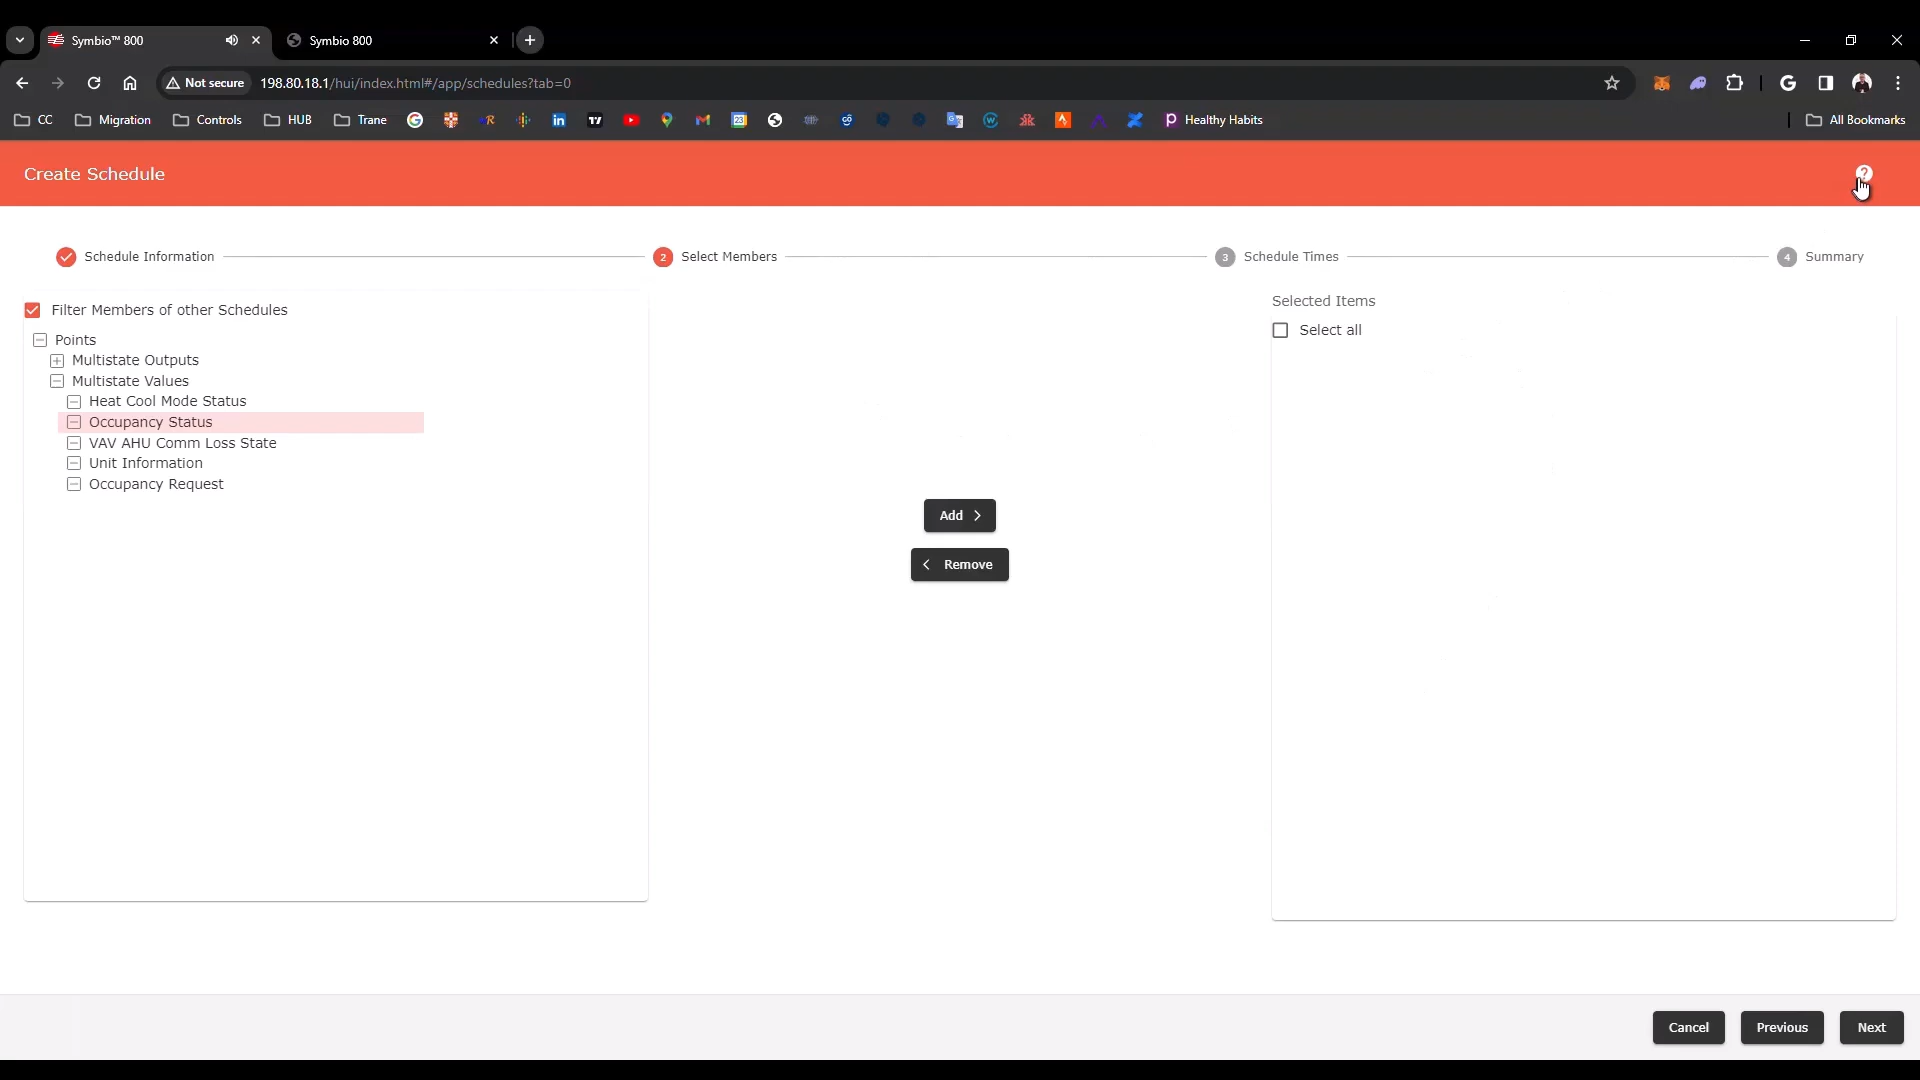 Symbio™ 800
Symbio 800
Not secure
198.80.18.1/hui/index.html#/app/schedules?tab=0
CC
Migration
Controls
HUB
Trane
Healthy Habits
All Bookmarks
Create Schedule
?
Schedule Information
2 Select Members
3 Schedule Times
4 Summary
Filter Members of other Schedules
Points
Multistate Outputs
Multistate Values
Heat Cool Mode Status
Occupancy Status
VAV AHU Comm Loss State
Unit Information
Occupancy Request
Add
Remove
Selected Items
Select all
Cancel
Previous
Next